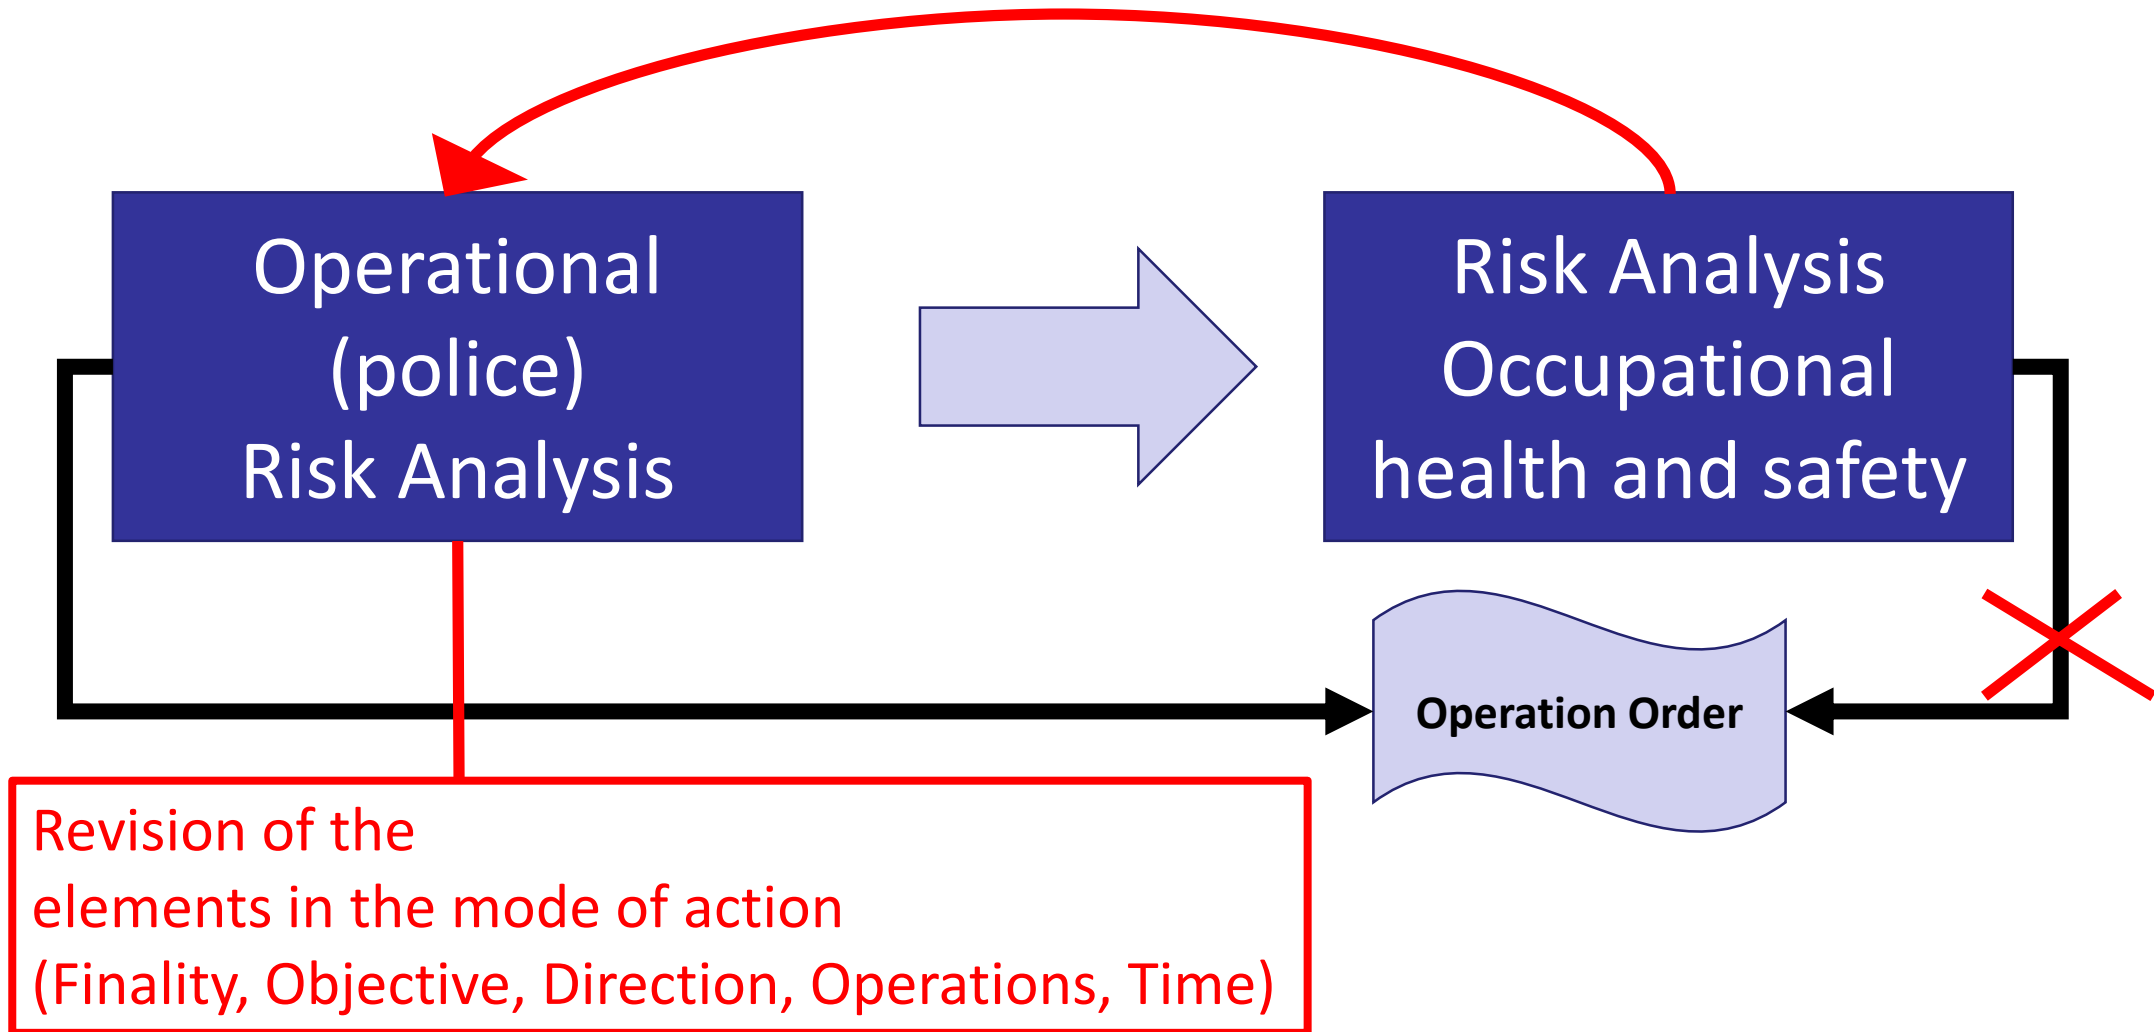 Operational
(police)
Risk Analysis
Risk Analysis
Occupational
health and safety
Operation Order
Revision of the
elements in the mode of action
(Finality, Objective, Direction, Operations, Time)